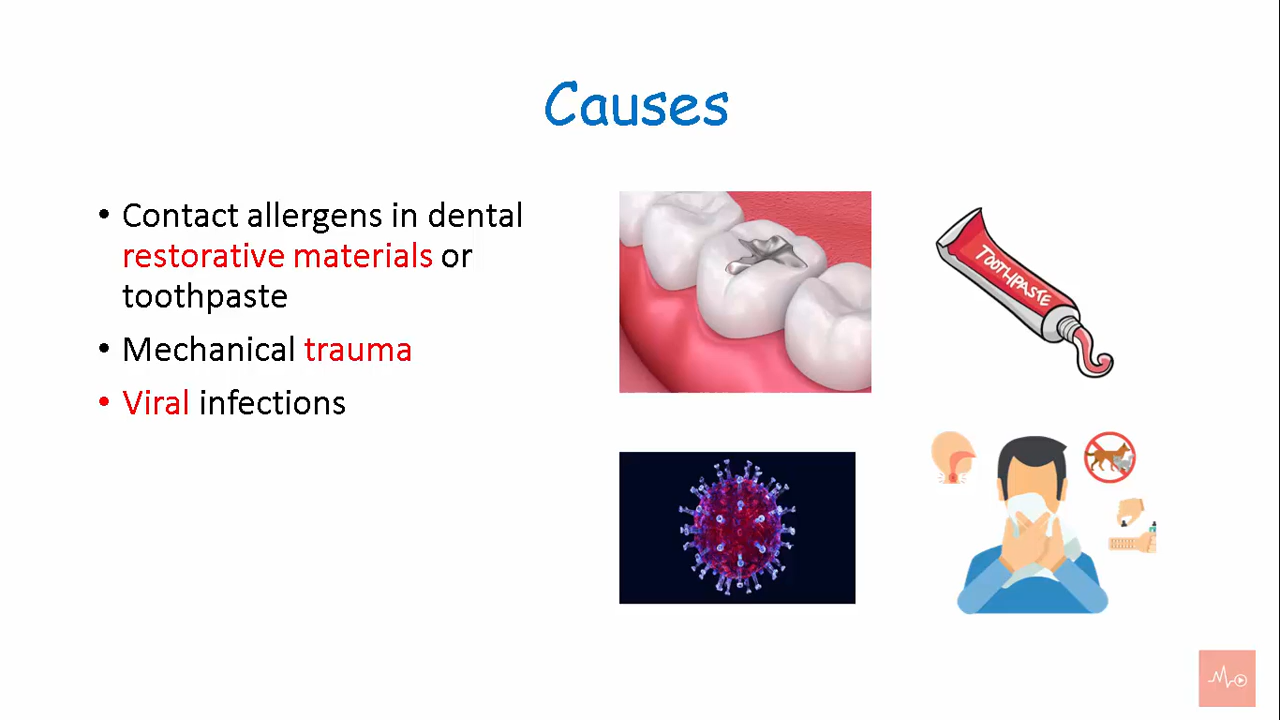 Causes
• Contact allergens in dental
restorative materials or
toothpaste
• Mechanical trauma
• Viral infections
TOOTHPASTE